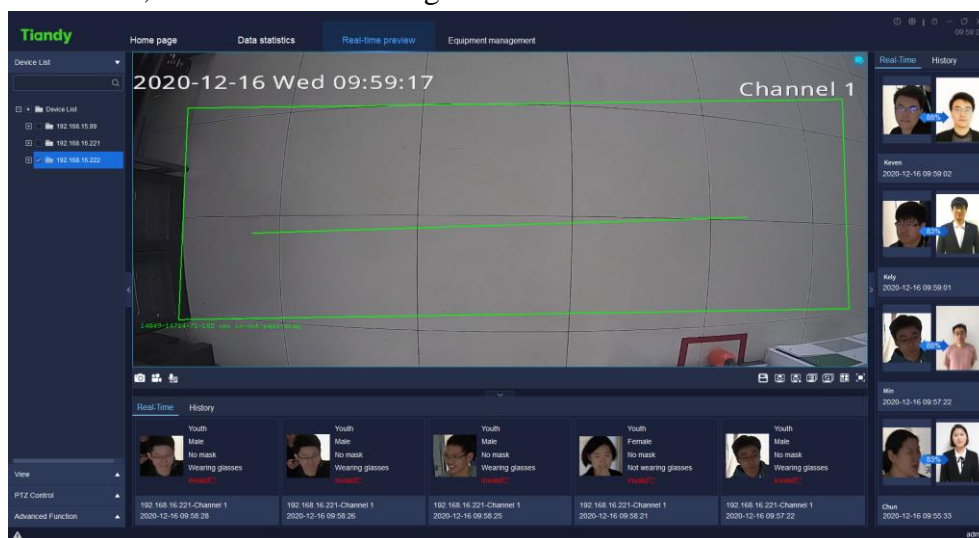 Tiandy
Home page
Data statistics
Real-time preview
Equipment management
Device List
Device List
192.168.15.99
192.168.16.221
192.168.16.222
View
PTZ Control
Advanced Function
2020-12-16 Wed 09:59:17
Channel 1
Real-Time History
Youth
Male
No mask
Wearing glasses
192.168.16.221-Channel 1
2020-12-16 09:58:28
Youth
Male
No mask
Wearing glasses
192.168.16.221-Channel 1
2020-12-16 09:58:26
Youth
Male
No mask
Wearing glasses
192.168.16.221-Channel 1
2020-12-16 09:58:25
Youth
Female
No mask
Not wearing glasses
192.168.16.221-Channel 1
2020-12-16 09:58:21
Youth
Male
No mask
Wearing glasses
192.168.16.221-Channel 1
2020-12-16 09:57:22
Real-Time History
Keven
2020-12-16 09:59:02
83%
Kely
2020-12-16 09:59:01
Min
2020-12-16 09:57:22
83%
Chun
2020-12-16 09:55:33